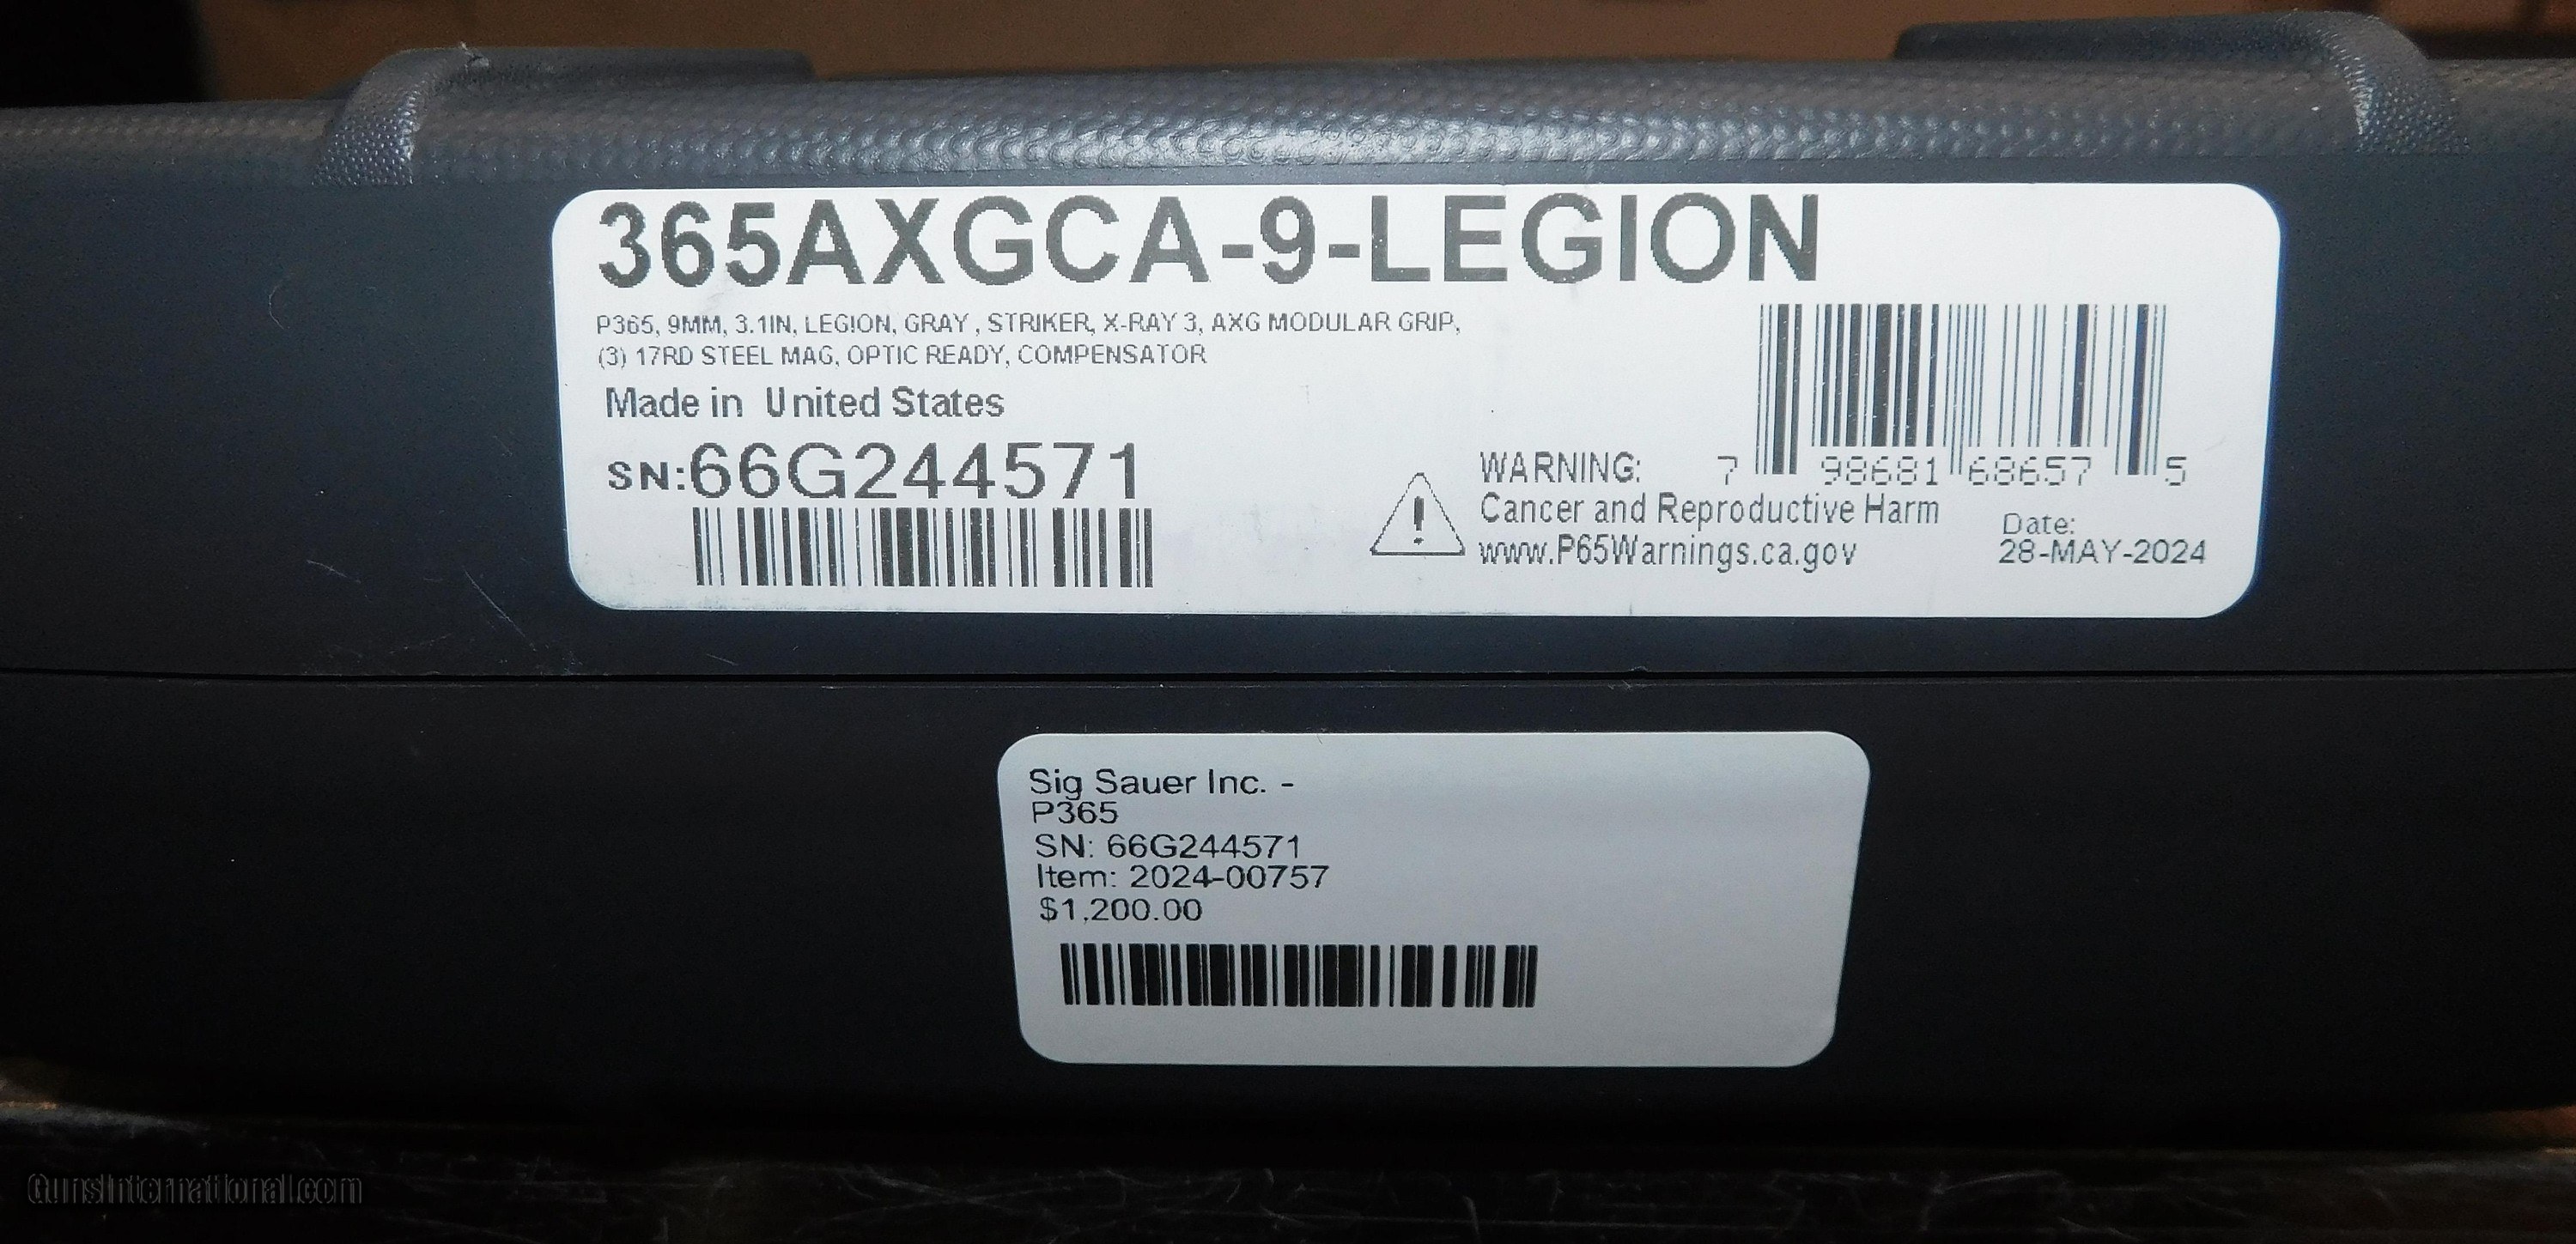 365AXGCA-9-LEGION
P365, 9MM, 3.1IN, LEGION, GRAY , STRIKER, X-RAY 3, AXG MODULAR GRIP,
(3) 17RD STEEL MAG, OPTIC READY, COMPENSATOR
Made in United States
SN:66G244571
7 98681 68657 5
WARNING:
Cancer and Reproductive Harm
www.P65Warnings.ca.gov
Date:
28-MAY-2024
Sig Sauer Inc. -
P365
SN: 66G244571
Item: 2024-00757
$1,200.00
GunsInternational.com